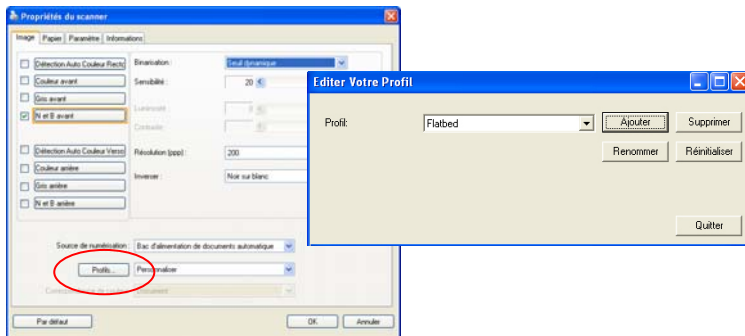 Propriétés du scanner
Image Papier Paramètre Informations
Détection Auto Couleur Recto
Couleur avant
Gris avant
N et B avant
Détection Auto Couleur Verso
Couleur arrière
Gris arrière
N et B arrière
Binarisation : Seuil dynamique
Sensibilité : 20
Luminosité :
Contraste :
Résolution (ppp) : 200
Inverser : Noir sur blanc
Source de numérisation : Bac d'alimentation de documents automatique
Profils... Personnaliser
Document
Par défaut OK Annuler
Editer Votre Profil
Profil: Flatbed Ajouter Supprimer
Renommer Réinitialiser
Quitter